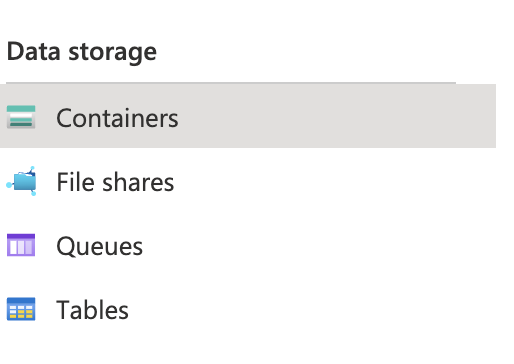 Data storage
Containers
File shares
Queues
Tables